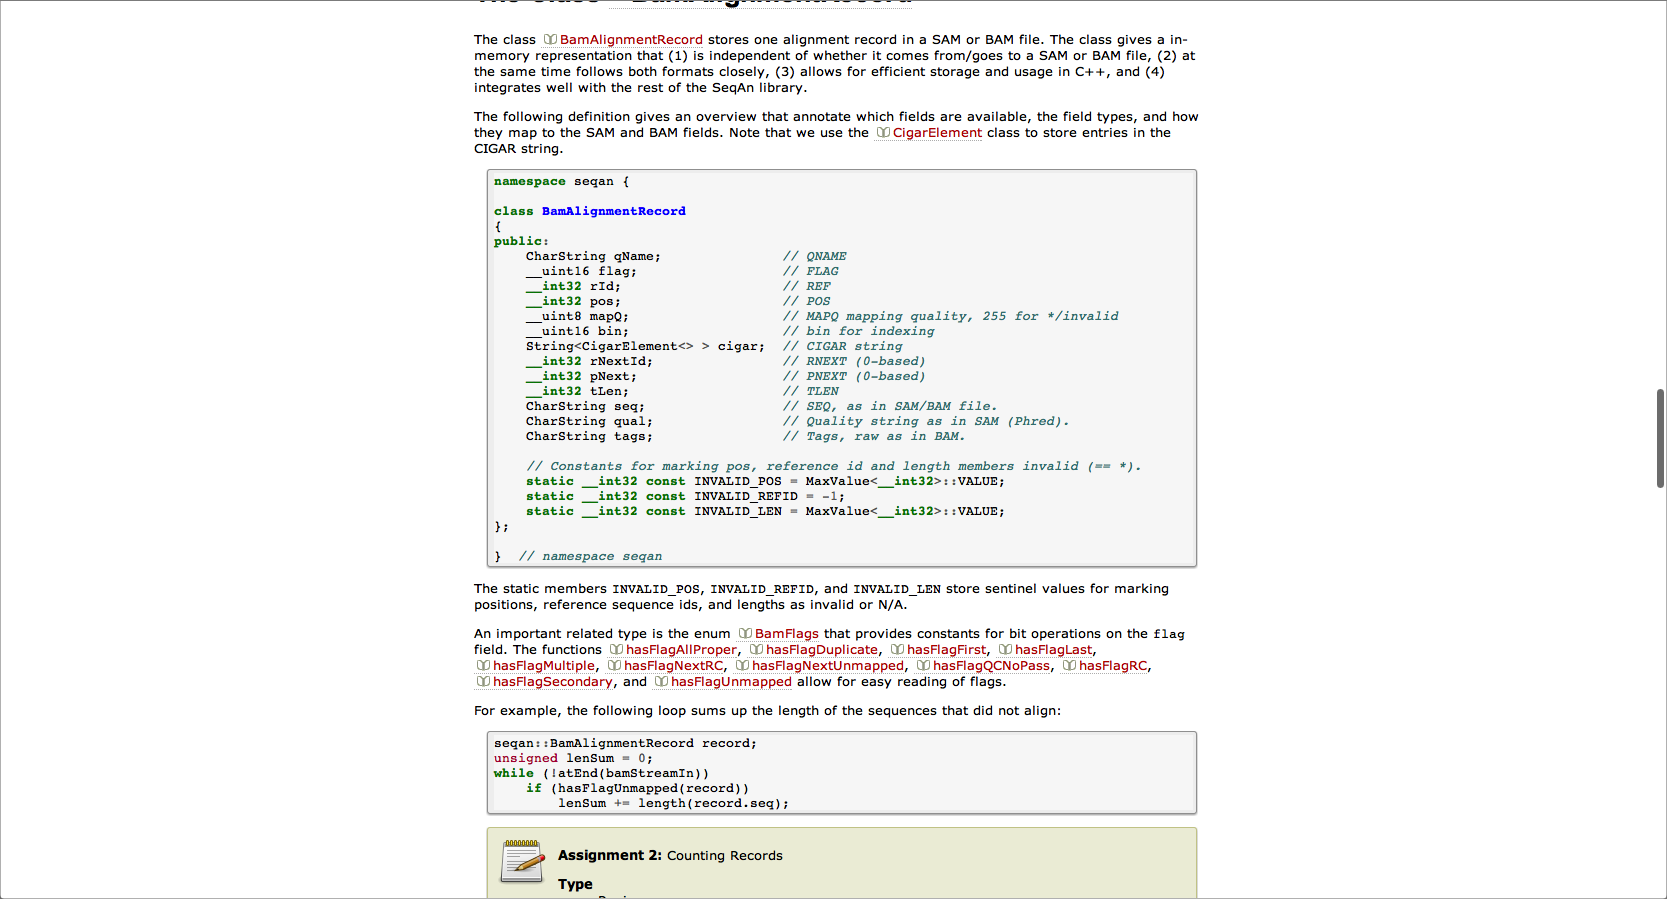 The Class BamAlignmentRecord
The class BamAlignmentRecord stores one alignment record in a SAM or BAM file. The class gives a in-
memory representation that (1) is independent of whether it comes from/goes to a SAM or BAM file, (2) at
the same time follows both formats closely, (3) allows for efficient storage and usage in C++, and (4)
integrates well with the rest of the SeqAn library.
The following definition gives an overview that annotate which fields are available, the field types, and how
they map to the SAM and BAM fields. Note that we use the CigarElement class to store entries in the
CIGAR string.
namespace seqan {
class BamAlignmentRecord
{
public:
CharString qName; // QNAME
__uint16 flag; // FLAG
__int32 rId; // REF
__int32 pos; // POS
__uint8 mapQ; // MAPQ mapping quality, 255 for */invalid
__uint16 bin; // bin for indexing
String<CigarElement<> > cigar; // CIGAR string
__int32 rNextId; // RNEXT (0-based)
__int32 pNext; // PNEXT (0-based)
__int32 tLen; // TLEN
CharString seq; // SEQ, as in SAM/BAM file.
CharString qual; // Quality string as in SAM (Phred).
CharString tags; // Tags, raw as in BAM.
// Constants for marking pos, reference id and length members invalid (== *).
static __int32 const INVALID_POS = MaxValue<__int32>::VALUE;
static __int32 const INVALID_REFID = -1;
static __int32 const INVALID_LEN = MaxValue<__int32>::VALUE;
};
} // namespace seqan
The static members INVALID_POS, INVALID_REFID, and INVALID_LEN store sentinel values for marking
positions, reference sequence ids, and lengths as invalid or N/A.
An important related type is the enum BamFlags that provides constants for bit operations on the flag
field. The functions hasFlagAllProper, hasFlagDuplicate, hasFlagFirst, hasFlagLast,
hasFlagMultiple, hasFlagNextRC, hasFlagNextUnmapped, hasFlagQCNoPass, hasFlagRC,
hasFlagSecondary, and hasFlagUnmapped allow for easy reading of flags.
For example, the following loop sums up the length of the sequences that did not align:
seqan::BamAlignmentRecord record;
unsigned lenSum = 0;
while (!atEnd(bamStreamIn))
if (hasFlagUnmapped(record))
lenSum += length(record.seq);
Assignment 2: Counting Records
Type